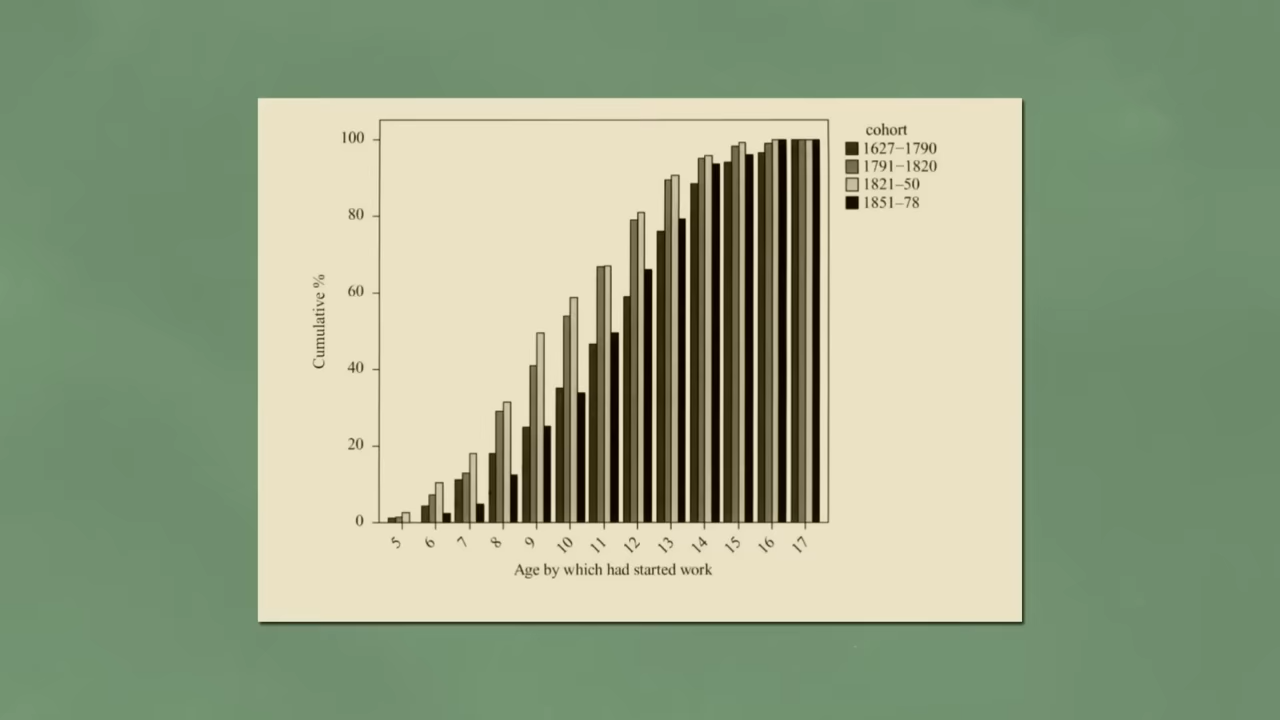 cohort
1627–1790
1791–1820
1821–50
1851–78
Cumulative %
100
80
60
40
20
0
5 6 7 8 9 10 11 12 13 14 15 16 17
Age by which had started work